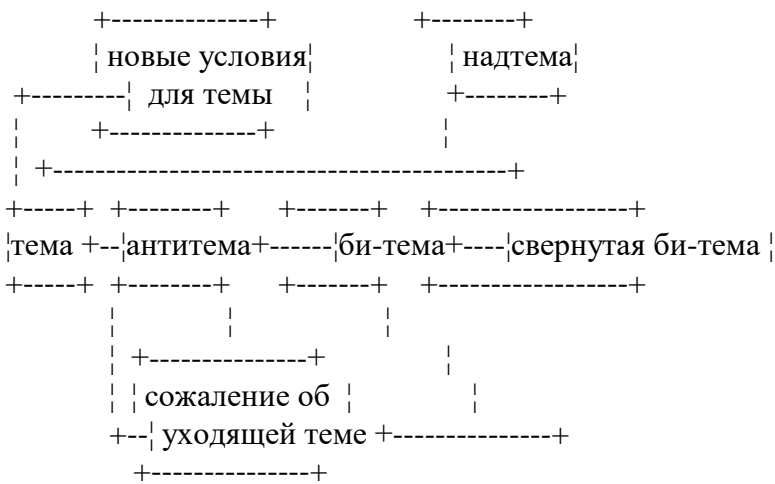 новые условия надтема
для темы
тема антитема би-тема свернутая би-тема
сожаление об
уходящей теме